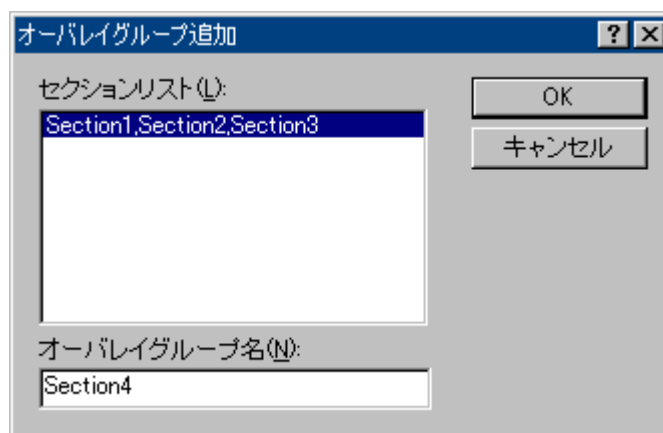 オーバレイグループ追加
セクションリスト(L):
OK
Section1,Section2,Section3
キャンセル
オーバレイグループ名(N):
Section4